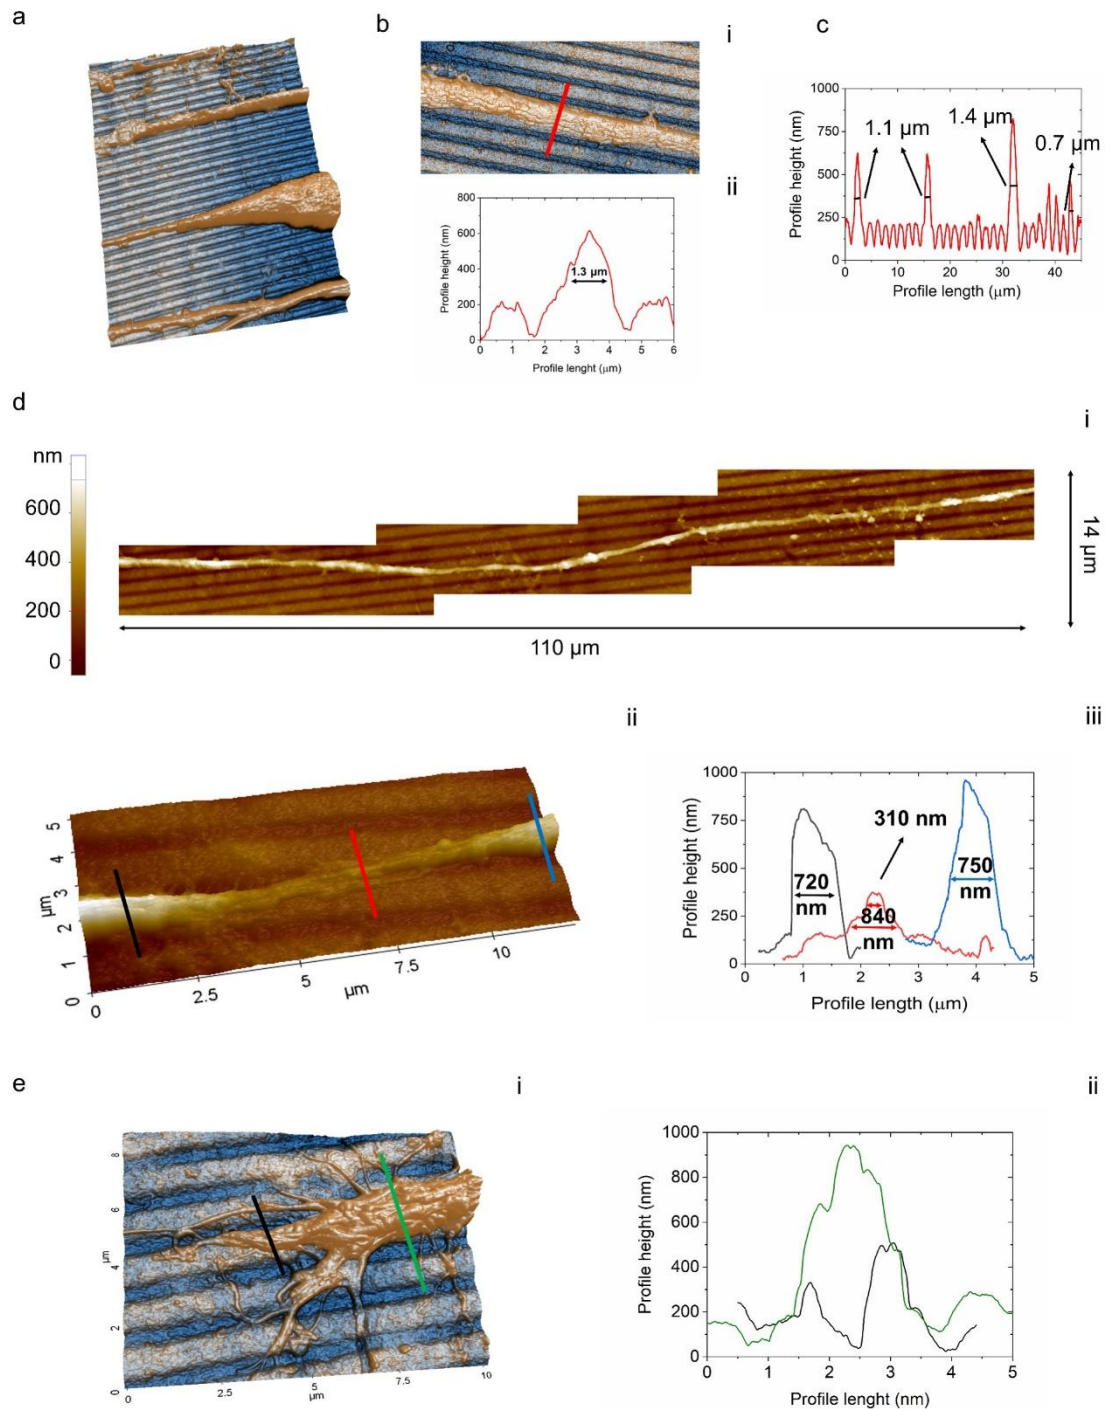 a
b
i
c
1000
750
500
250
0
Profile height (nm)
1.1 µm
1.4 µm
0.7 µm
0
10
20
30
40
Profile length (µm)
ii
800
600
400
200
0
Profile height (nm)
1.3 µm
0
1
2
3
4
5
6
Profile lenght (µm)
d
i
nm
600
400
200
0
14 µm
110 µm
ii
5
4
3
2
1
0
µm
0
2.5
5
7.5
10
µm
iii
1000
750
500
250
0
Profile height (nm)
310 nm
720
nm
840
nm
750
nm
0
1
2
3
4
5
Profile length (µm)
e
i
8
6
4
2
0
µm
0
2.5
5
7.5
10
µm
ii
1000
800
600
400
200
0
Profile height (nm)
0
1
2
3
4
5
Profile lenght (nm)